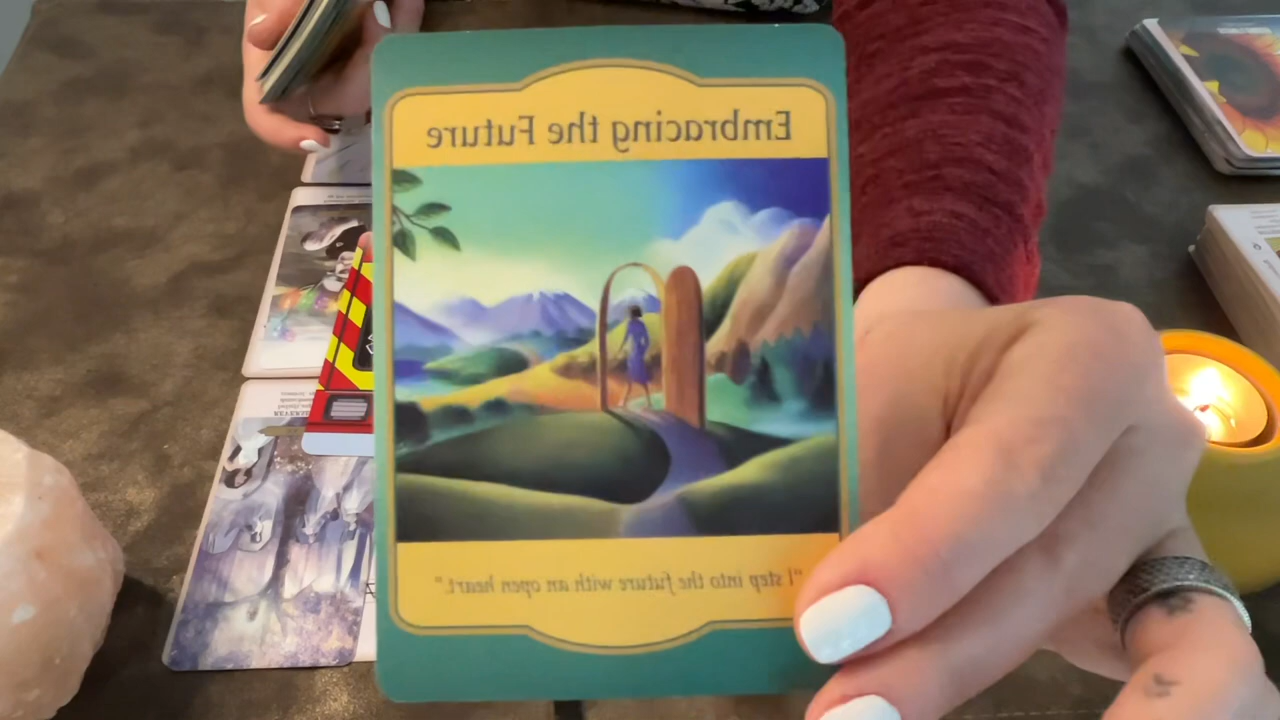 Embracing the Future
"I step into the future with an open heart."